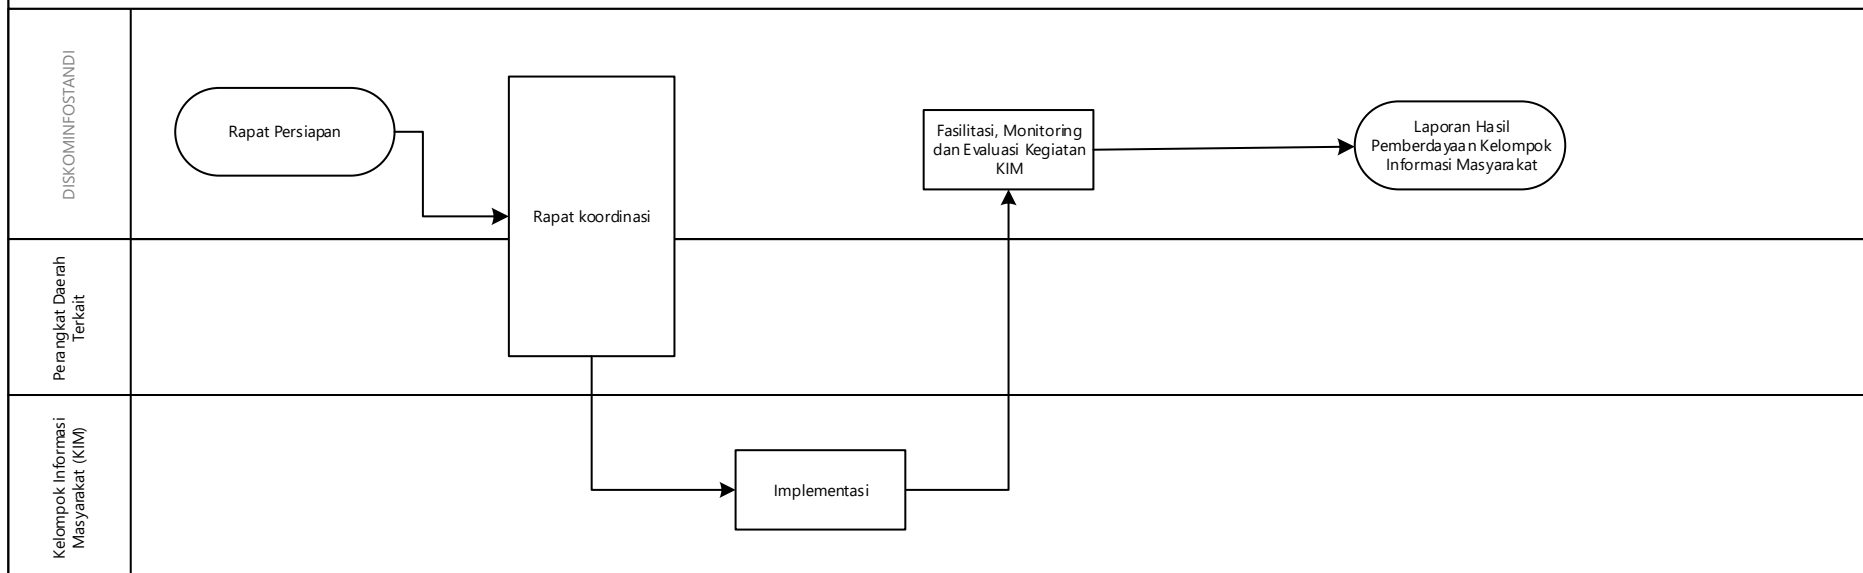 DISKOMINFOSTANDI
Rapat Persiapan
Rapat koordinasi
Fasilitasi, Monitoring
dan Evaluasi Kegiatan
KIM
Laporan Hasil
Pemberdayaan Kelompok
Informasi Masyarakat
Perangkat Daerah
Terkait
Kelompok Informasi
Masyarakat (KIM)
Implementasi